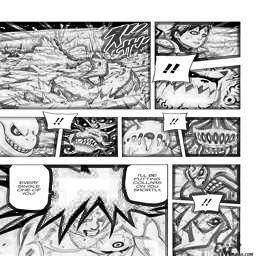 !!
!!
!!
!!
I'LL BE
PUTTING
COLLARS
ON YOU
SHORTLY.
EVERY
SINGLE
ONE OF
YOU!